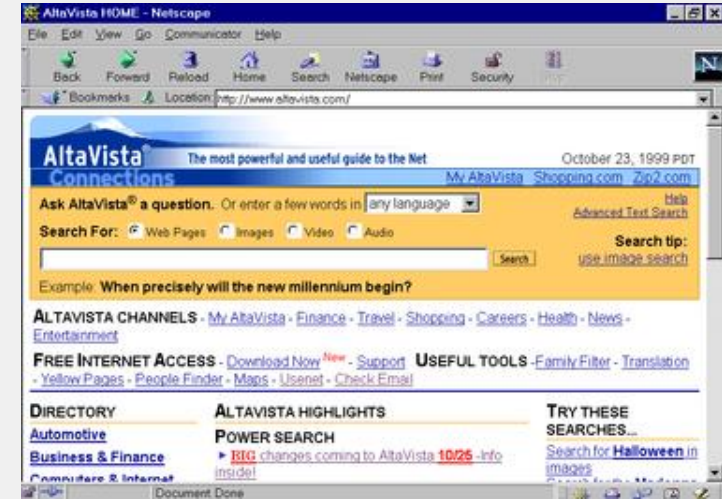 AltaVista HOME - Netscape
File Edit View Go Communicator Help
Back Forward Reload Home Search Netscape Print Security
Bookmarks Location: http://www.altavista.com/
AltaVista® The most powerful and useful guide to the Net October 23, 1999 PDT
Connections My AltaVista Shopping.com Zip2.com
Ask AltaVista® a question. Or enter a few words in any language Help
Advanced Text Search
Search For: Web Pages Images Video Audio
Search tip:
Search use image search
Example: When precisely will the new millennium begin?
ALTAVISTA CHANNELS - My AltaVista - Finance - Travel - Shopping - Careers - Health - News -
Entertainment
FREE INTERNET ACCESS - Download Now New - Support USEFUL TOOLS - Family Filter - Translation
- Yellow Pages - People Finder - Maps - Usenet - Check Email
DIRECTORY
Automotive
Business & Finance
Computers & Internet
ALTAVISTA HIGHLIGHTS
POWER SEARCH
BIG changes coming to AltaVista 10/25 -Info
inside!
TRY THESE
SEARCHES...
Search for Halloween in
images
Document Done